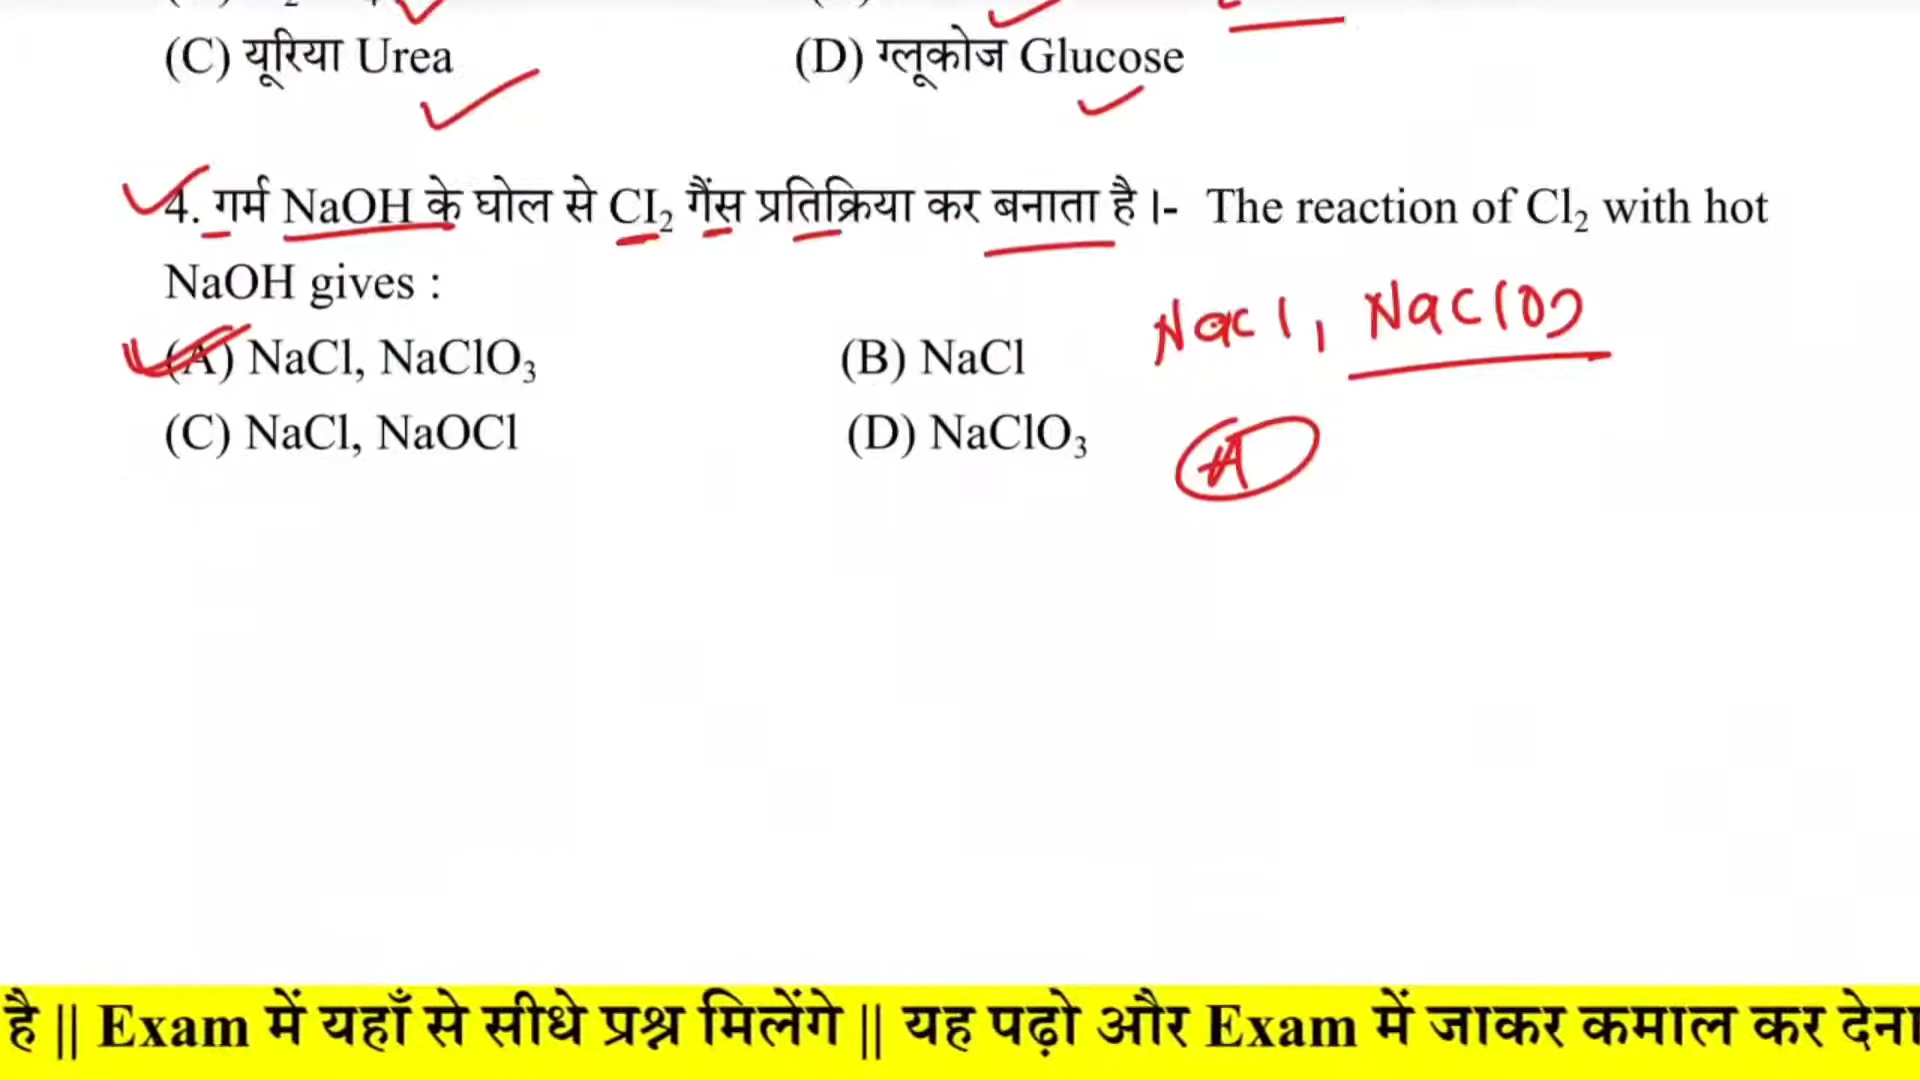 (C) यूरिया Urea (D) ग्लूकोज Glucose
4. गर्म NaOH के घोल से CI₂ गैंस प्रतिक्रिया कर बनाता है।- The reaction of Cl₂ with hot
NaOH gives :
NaCl, NaClO3
(A) NaCl, NaClO₃ (B) NaCl
(C) NaCl, NaOCl (D) NaClO₃
A
है || Exam में यहाँ से सीधे प्रश्न मिलेंगे || यह पढ़ो और Exam में जाकर कमाल कर देना